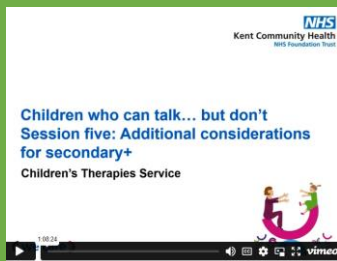 NHS
Kent Community Health
NHS Foundation Trust
Children who can talk… but don't
Session five: Additional considerations
for secondary+
Children's Therapies Service
1:08:24
vimeo